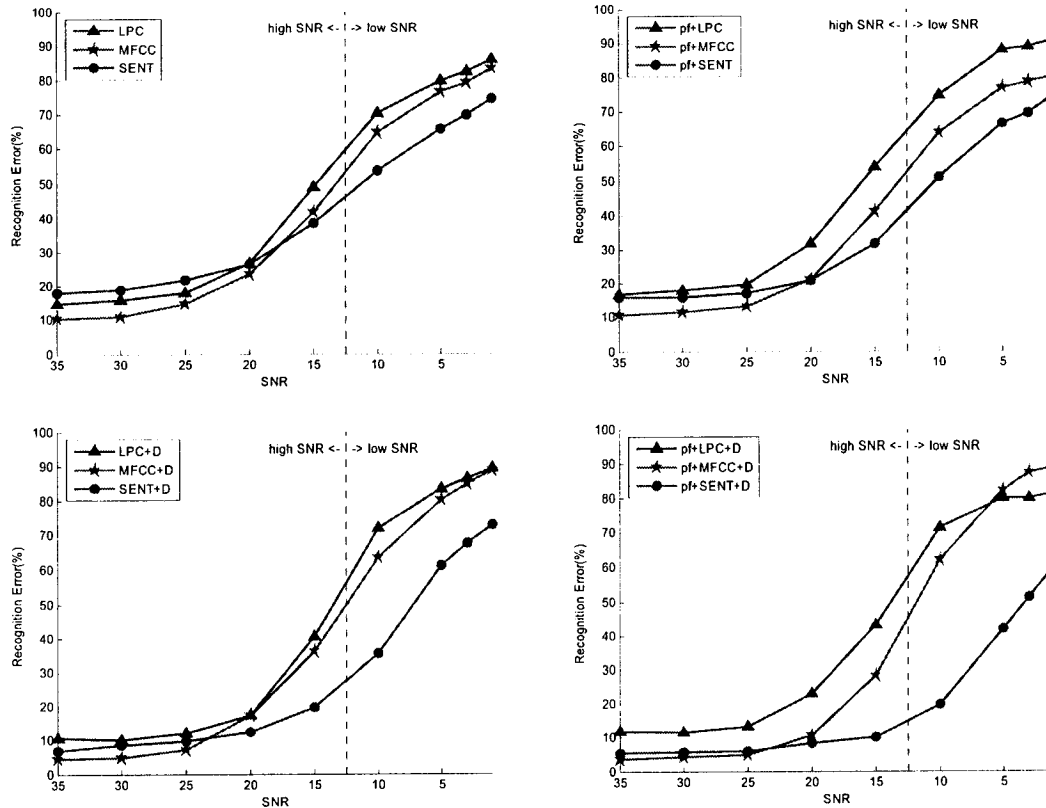 LPC
MFCC
SENT
high SNR <- -> low SNR
100
90
80
70
60
50
40
30
20
10
0
35 30 25 20 15 10 5
Recognition Error(%)
SNR
pf+LPC
pf+MFCC
pf+SENT
high SNR <- -> low SNR
100
90
80
70
60
50
40
30
20
10
0
35 30 25 20 15 10 5
Recognition Error(%)
SNR
LPC+D
MFCC+D
SENT+D
high SNR <- -> low SNR
100
90
80
70
60
50
40
30
20
10
0
35 30 25 20 15 10 5
Recognition Error(%)
SNR
pf+LPC+D
pf+MFCC+D
pf+SENT+D
high SNR <- -> low SNR
100
90
80
70
60
50
40
30
20
10
0
35 30 25 20 15 10 5
Recognition Error(%)
SNR